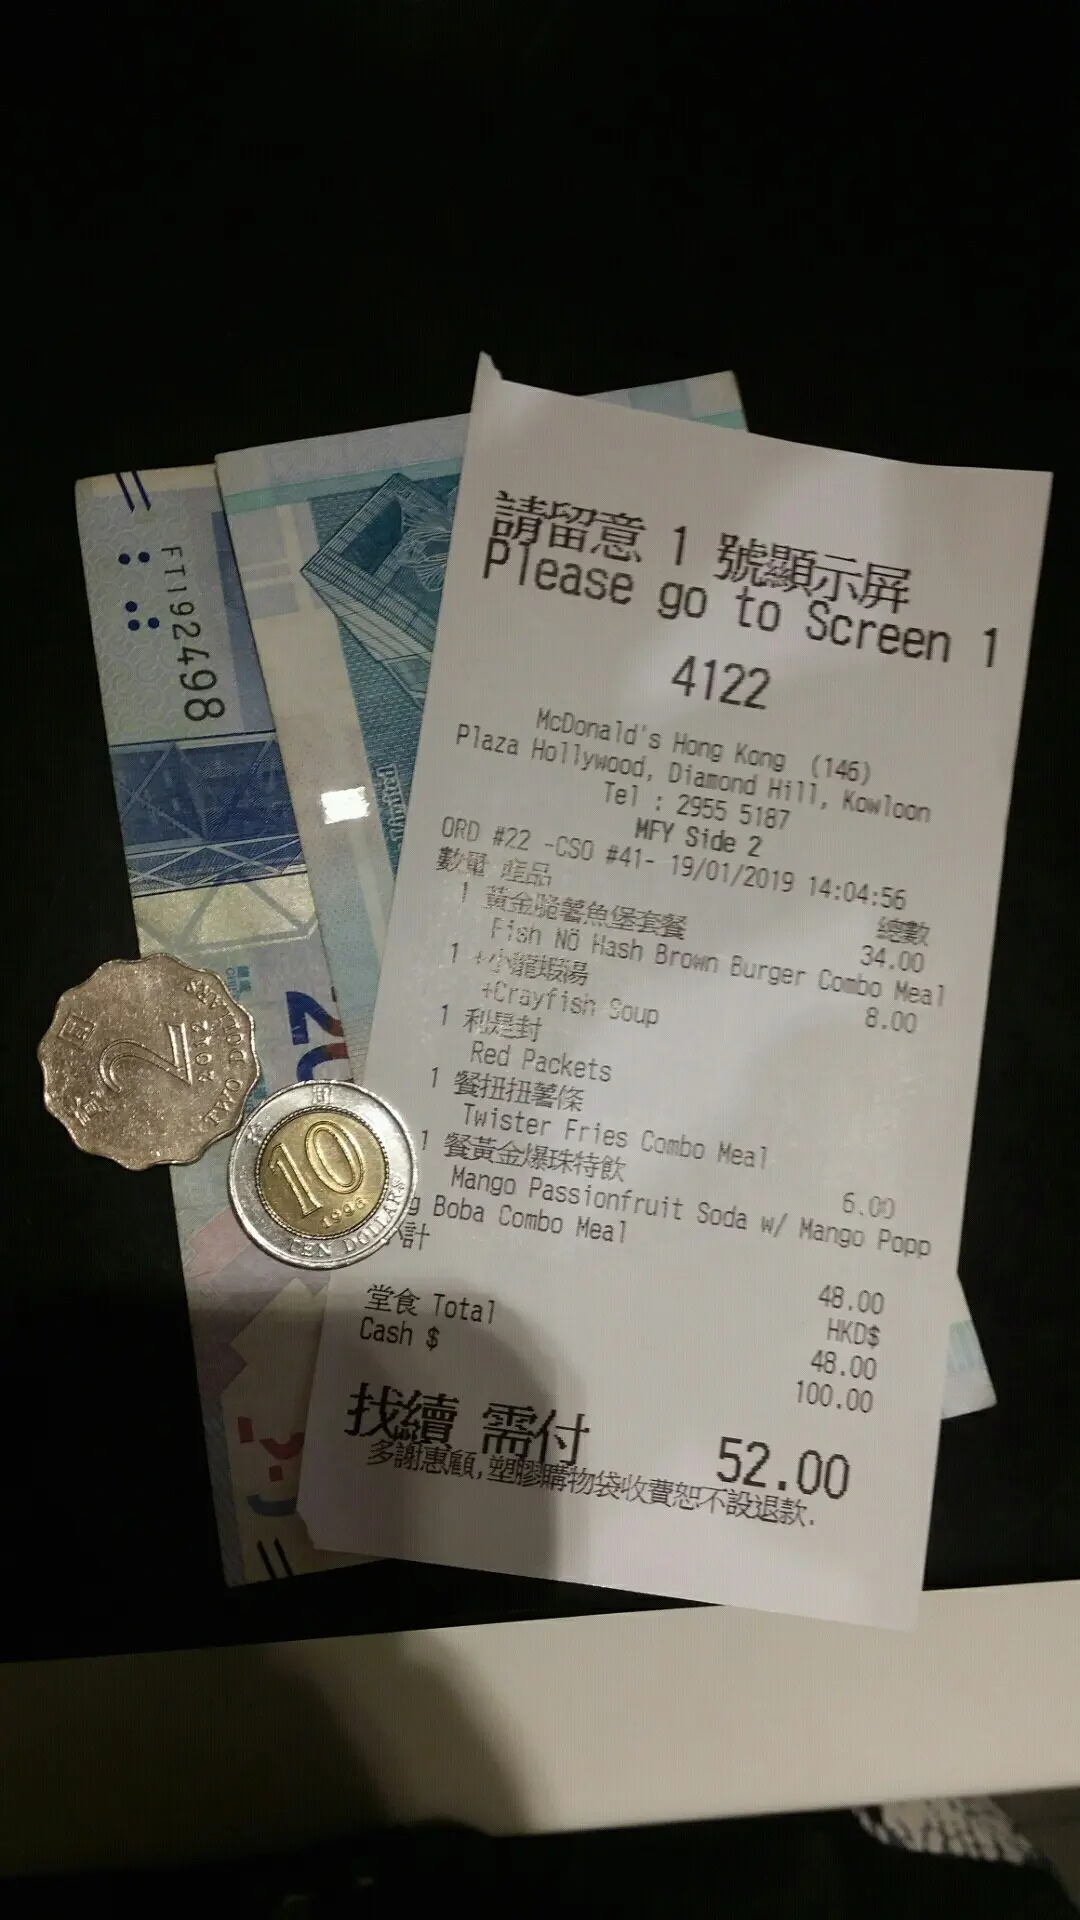 請留意 1 號顯示屏
Please go to Screen 1
4122
McDonald's Hong Kong (146)
Plaza Hollywood, Diamond Hill, Kowloon
Tel : 2955 5187
MFY Side 2
ORD #22 -CSO #41- 19/01/2019 14:04:56
數量 產品 總數
1 黃金脆薯魚堡套餐 34.00
Fish NÖ Hash Brown Burger Combo Meal
1 +小龍蝦湯 8.00
+Crayfish Soup
1 利是封
Red Packets
1 餐扭扭薯條
Twister Fries Combo Meal
1 餐黃金爆珠特飲 6.00
Mango Passionfruit Soda w/ Mango Popp
g Boba Combo Meal
小計 48.00
HKD$
堂食 Total 48.00
Cash $ 100.00
找續 需付 52.00
多謝惠顧,塑膠購物袋收費恕不設退款.
FT192498
20
圓
2
TWO DOLLARS
10
1996
TEN DOLLARS